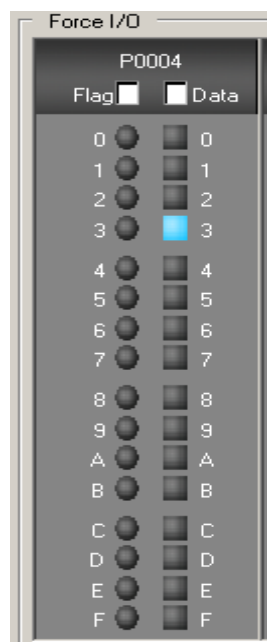 Force I/O
P0004
Flag Data
0 0
1 1
2 2
3 3
4 4
5 5
6 6
7 7
8 8
9 9
A A
B B
C C
D D
E E
F F